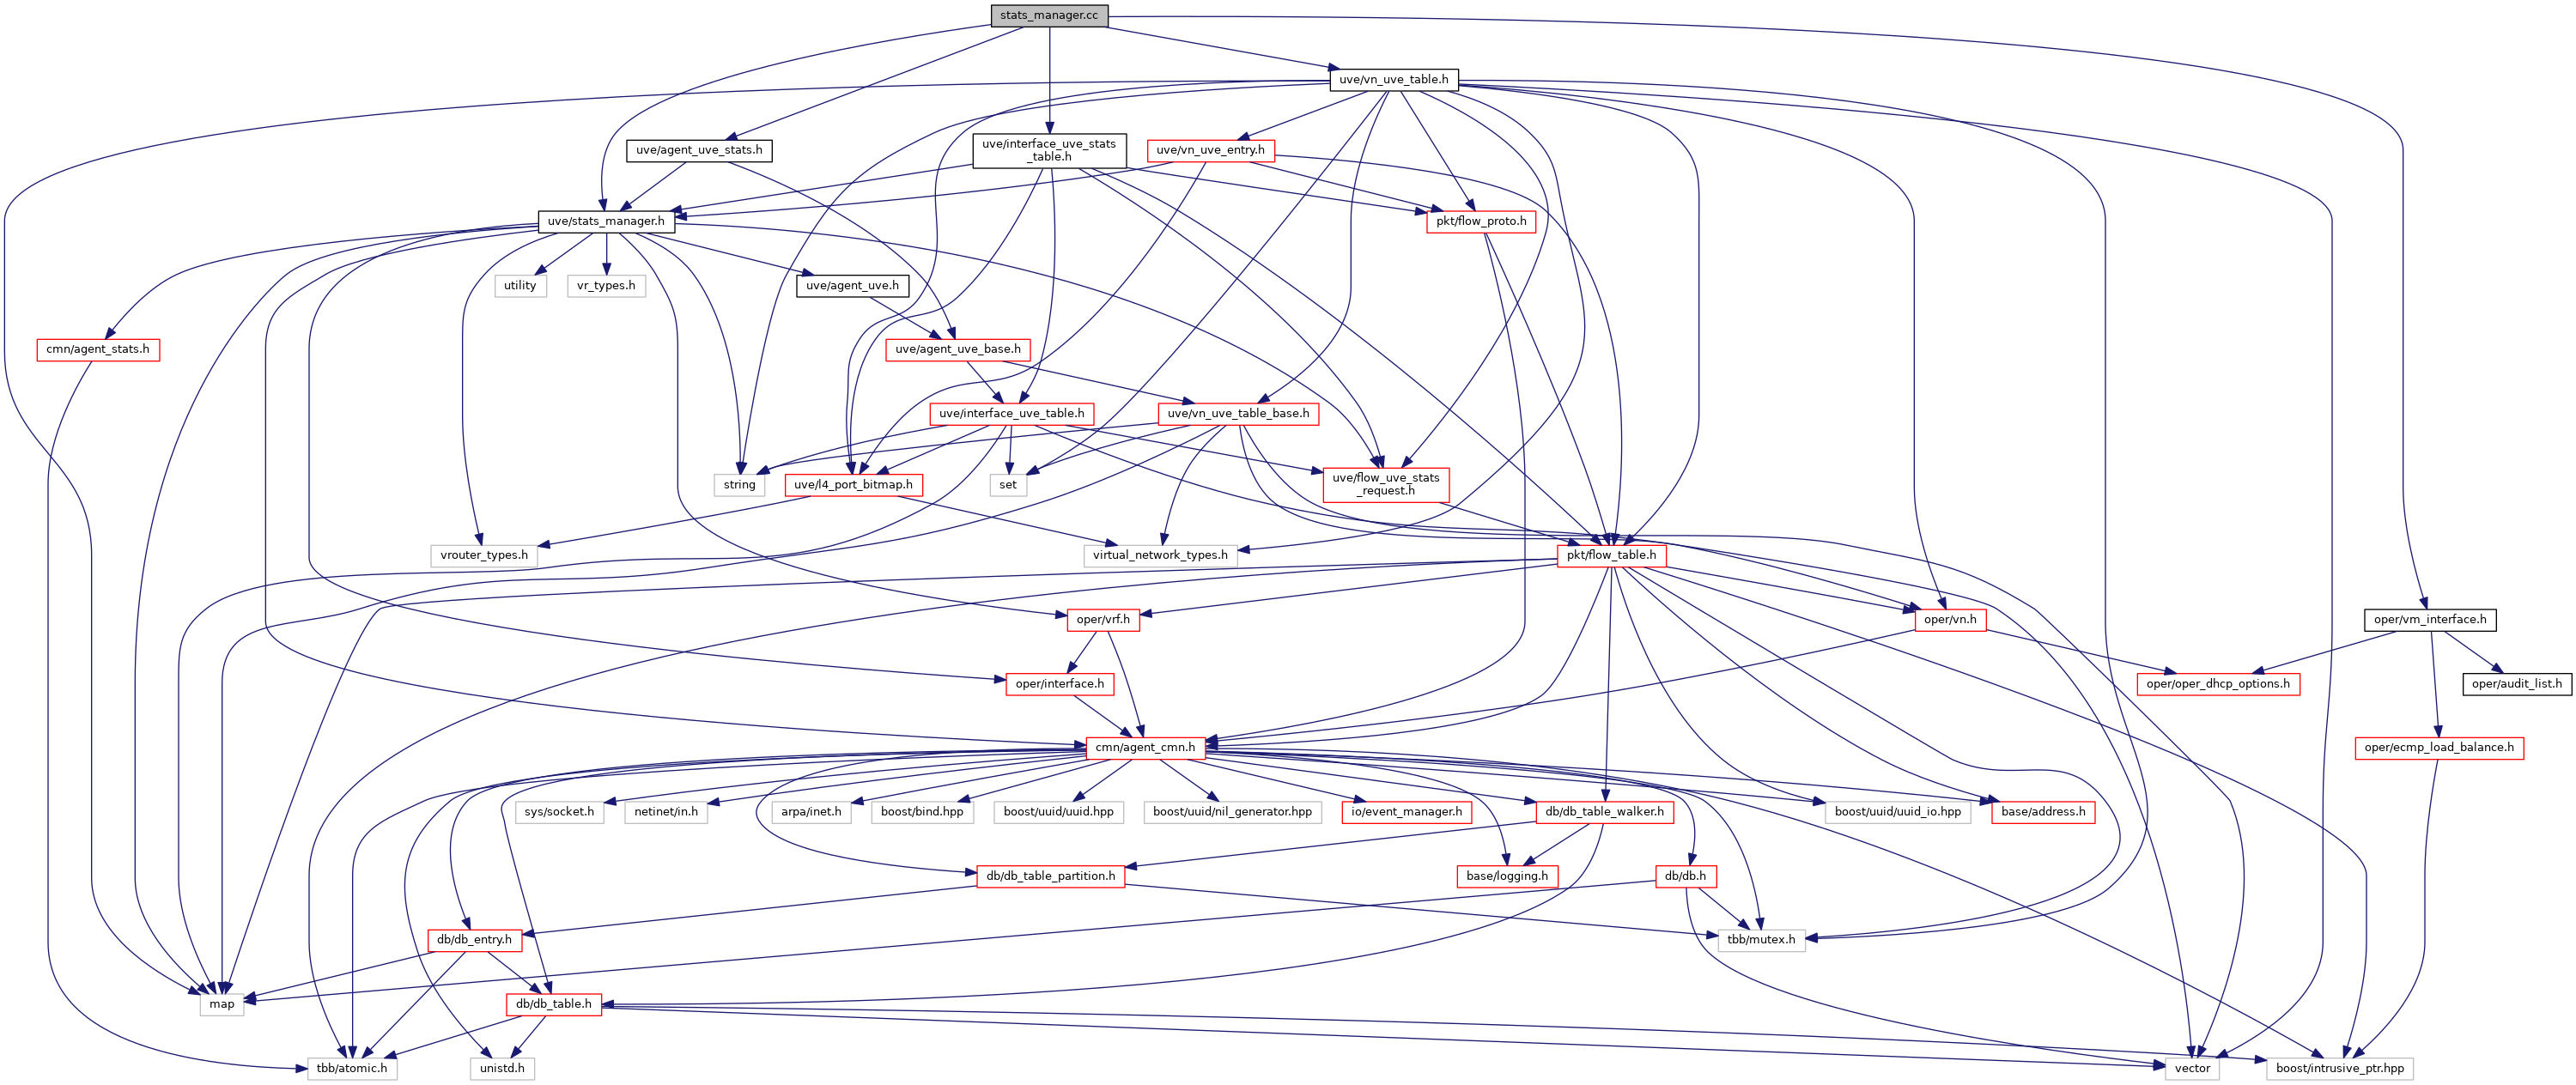 stats_manager.cc
uve/vn_uve_table.h
uve/agent_uve_stats.h
uve/interface_uve_stats
_table.h
uve/vn_uve_entry.h
uve/stats_manager.h
pkt/flow_proto.h
utility
vr_types.h
uve/agent_uve.h
cmn/agent_stats.h
uve/agent_uve_base.h
uve/interface_uve_table.h
uve/vn_uve_table_base.h
string
uve/l4_port_bitmap.h
set
uve/flow_uve_stats
_request.h
vrouter_types.h
virtual_network_types.h
pkt/flow_table.h
oper/vrf.h
oper/vn.h
oper/vm_interface.h
oper/interface.h
oper/oper_dhcp_options.h
oper/audit_list.h
cmn/agent_cmn.h
oper/ecmp_load_balance.h
sys/socket.h
netinet/in.h
arpa/inet.h
boost/bind.hpp
boost/uuid/uuid.hpp
boost/uuid/nil_generator.hpp
io/event_manager.h
db/db_table_walker.h
boost/uuid/uuid_io.hpp
base/address.h
db/db_table_partition.h
base/logging.h
db/db.h
db/db_entry.h
tbb/mutex.h
map
db/db_table.h
tbb/atomic.h
unistd.h
vector
boost/intrusive_ptr.hpp